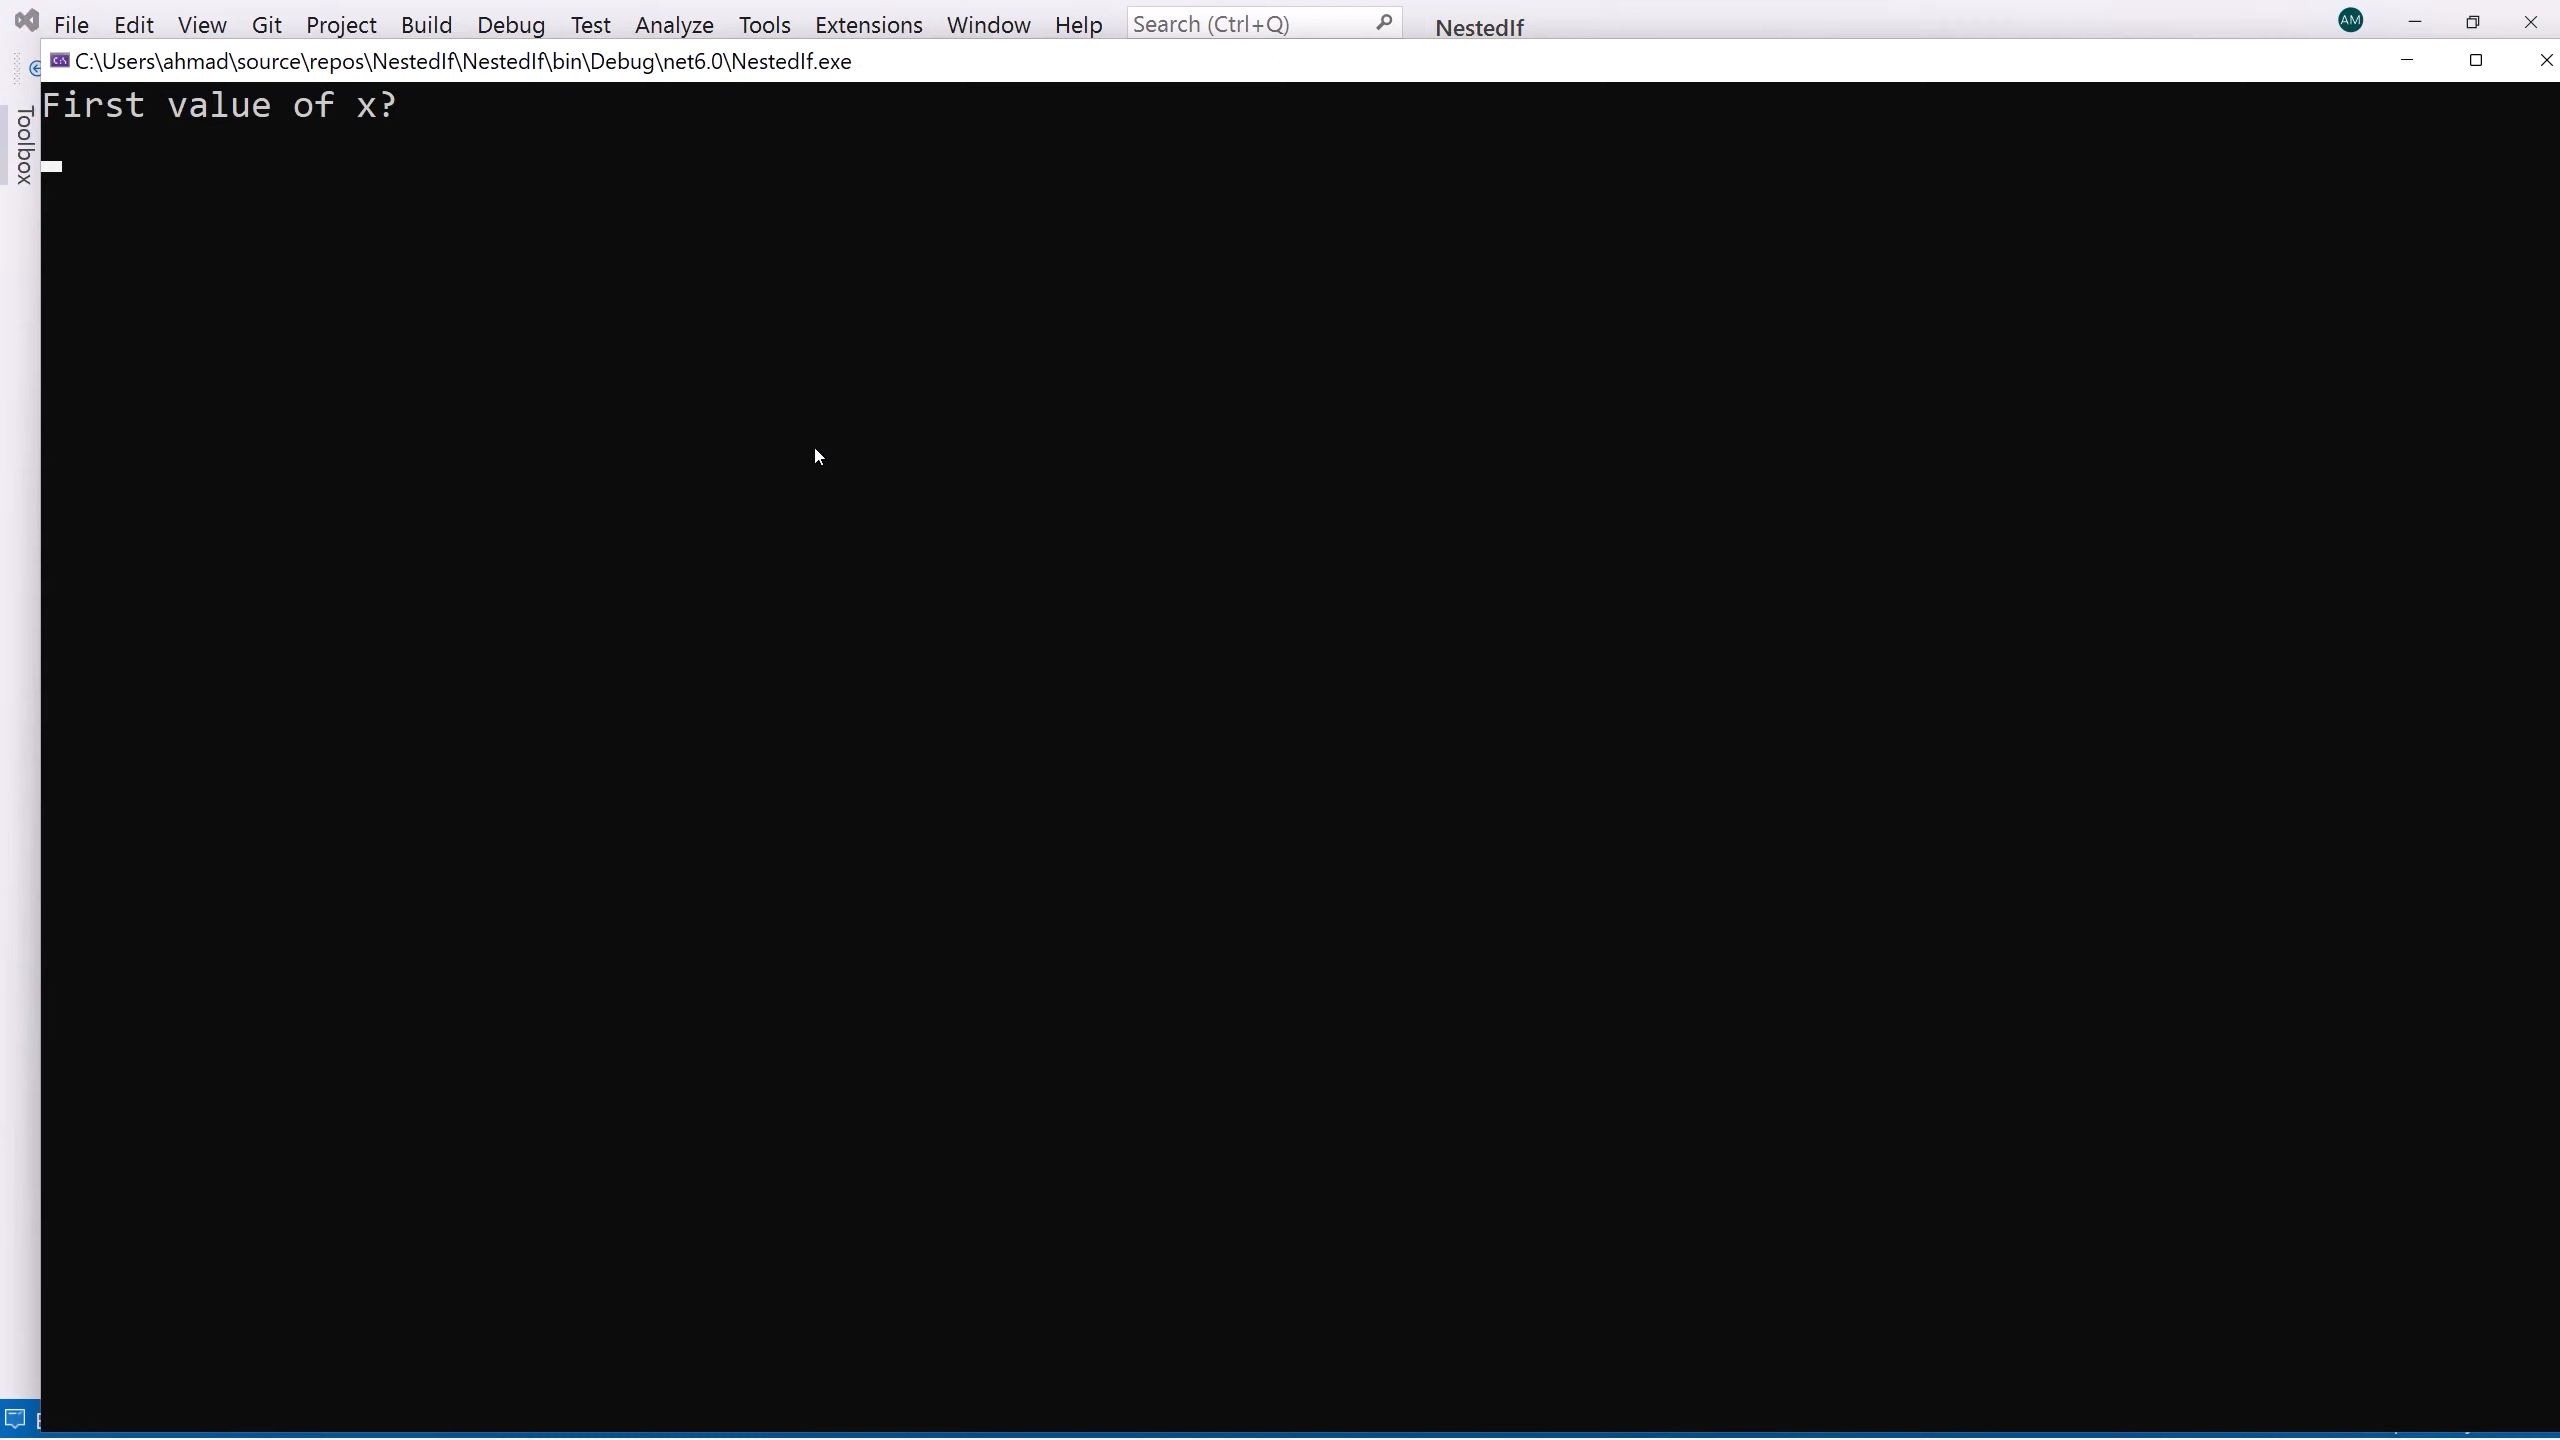 File Edit View Git Project Build Debug Test Analyze Tools Extensions Window Help Search (Ctrl+Q) NestedIf AM
C:\Users\ahmad\source\repos\NestedIf\NestedIf\bin\Debug\net6.0\NestedIf.exe
Toolbox
First value of x?